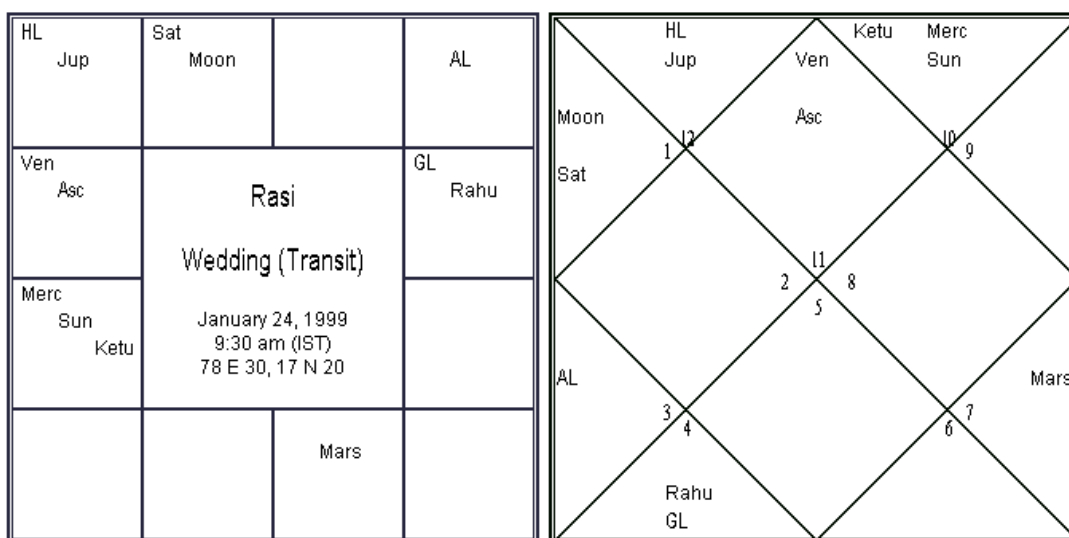 HL
Jup
Sat
Moon
AL
Ven
Asc
GL
Rahu
Rasi
Wedding (Transit)
January 24, 1999
9:30 am (IST)
78 E 30, 17 N 20
Merc
Sun
Ketu
Mars
HL
Jup
Ven
Asc
Ketu
Merc
Sun
Moon
Sat
12
1
10
9
11
2
8
5
AL
Mars
3
4
7
6
Rahu
GL